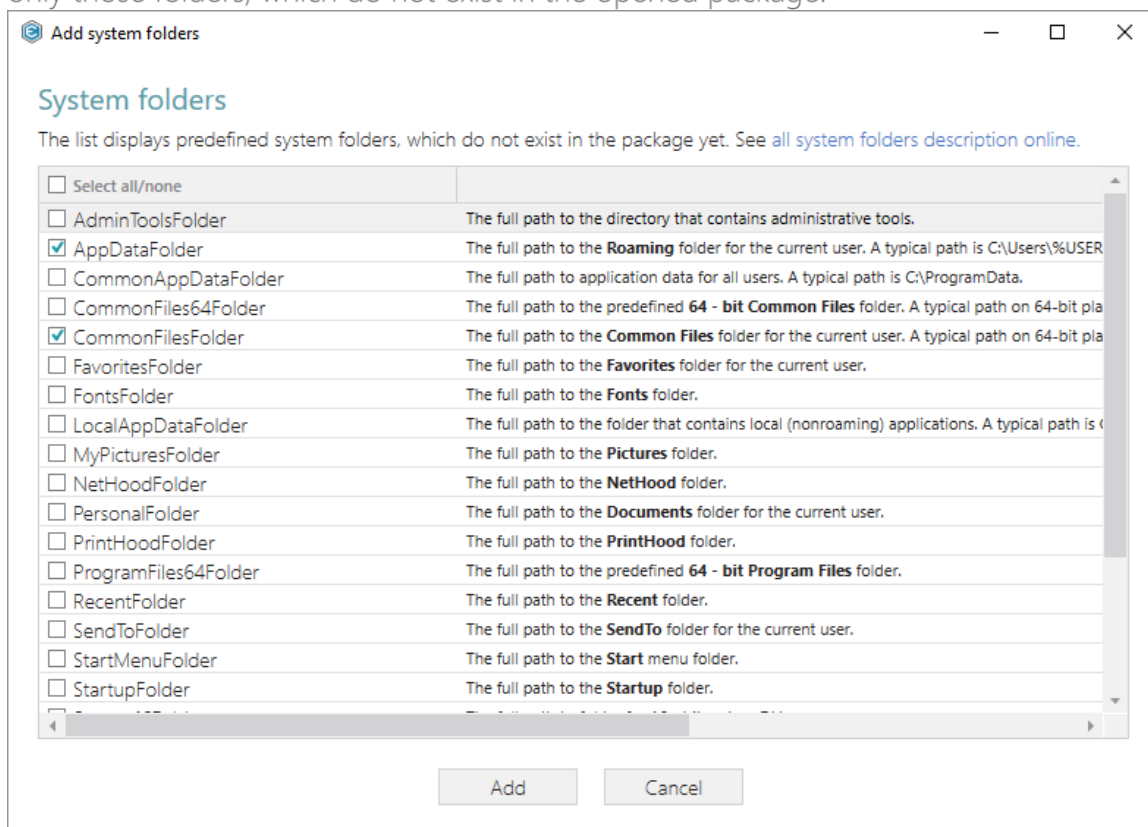 only those folders, which do not exist in the opened package.
Add system folders
System folders
The list displays predefined system folders, which do not exist in the package yet. See all system folders description online.
Select all/none
AdminToolsFolder The full path to the directory that contains administrative tools.
AppDataFolder The full path to the Roaming folder for the current user. A typical path is C:\Users\%USER
CommonAppDataFolder The full path to application data for all users. A typical path is C:\ProgramData.
CommonFiles64Folder The full path to the predefined 64 - bit Common Files folder. A typical path on 64-bit pla
CommonFilesFolder The full path to the Common Files folder for the current user. A typical path on 64-bit pla
FavoritesFolder The full path to the Favorites folder for the current user.
FontsFolder The full path to the Fonts folder.
LocalAppDataFolder The full path to the folder that contains local (nonroaming) applications. A typical path is
MyPicturesFolder The full path to the Pictures folder.
NetHoodFolder The full path to the NetHood folder.
PersonalFolder The full path to the Documents folder for the current user.
PrintHoodFolder The full path to the PrintHood folder.
ProgramFiles64Folder The full path to the predefined 64 - bit Program Files folder.
RecentFolder The full path to the Recent folder.
SendToFolder The full path to the SendTo folder for the current user.
StartMenuFolder The full path to the Start menu folder.
StartupFolder The full path to the Startup folder.
Add Cancel